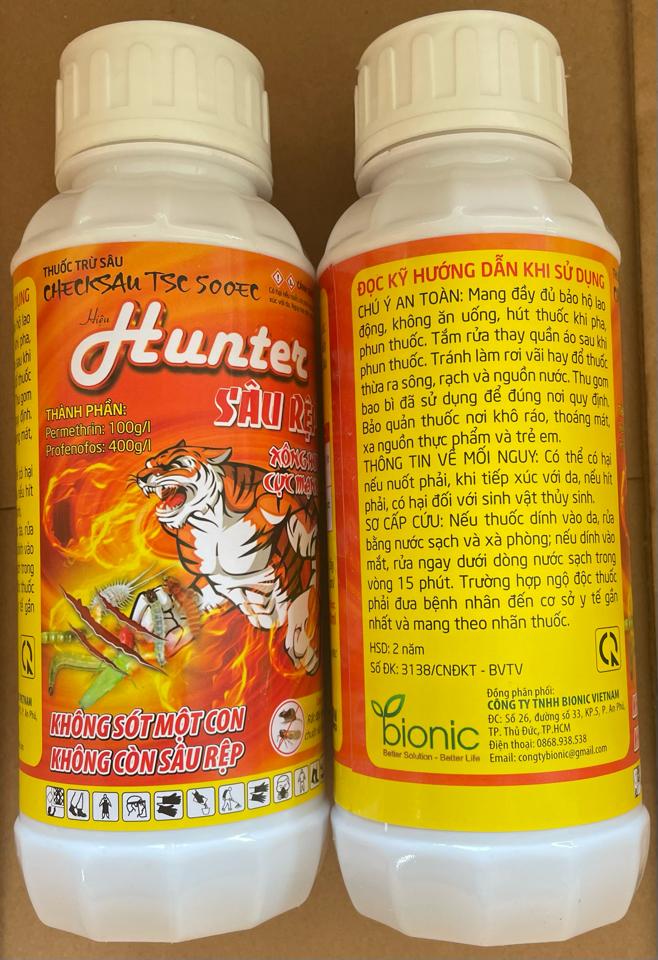 THUỐC TRỪ SÂU
CHECKSAU TSC 500EC
Hiệu
Hunter
SÂU RỆP
THÀNH PHẦN:
Permethrin: 100g/l
Profenofos: 400g/l
XÔNG
CỰC MẠNH
KHÔNG SÓT MỘT CON
KHÔNG CÒN SÂU RỆP
ĐỌC KỸ HƯỚNG DẪN KHI SỬ DỤNG
CHÚ Ý AN TOÀN: Mang đầy đủ bảo hộ lao
động, không ăn uống, hút thuốc khi pha,
phun thuốc. Tắm rửa thay quần áo sau khi
phun thuốc. Tránh làm rơi vãi hay đổ thuốc
thừa ra sông, rạch và nguồn nước. Thu gom
bao bì đã sử dụng để đúng nơi quy định.
Bảo quản thuốc nơi khô ráo, thoáng mát,
xa nguồn thực phẩm và trẻ em.
THÔNG TIN VỀ MỐI NGUY: Có thể có hại
nếu nuốt phải, khi tiếp xúc với da, nếu hít
phải, có hại đối với sinh vật thủy sinh.
SƠ CẤP CỨU: Nếu thuốc dính vào da, rửa
bằng nước sạch và xà phòng; nếu dính vào
mắt, rửa ngay dưới dòng nước sạch trong
vòng 15 phút. Trường hợp ngộ độc thuốc
phải đưa bệnh nhân đến cơ sở y tế gần
nhất và mang theo nhãn thuốc.
HSD: 2 năm
Số ĐK: 3138/CNĐKT - BVTV
bionic
Better Solution - Better Life
Đồng phân phối:
CÔNG TY TNHH BIONIC VIETNAM
ĐC: Số 26, đường số 33, KP.5, P. An Phú,
TP. Thủ Đức, TP.HCM
Điện thoại: 0868.938.538
Email: congtybionic@gmail.com